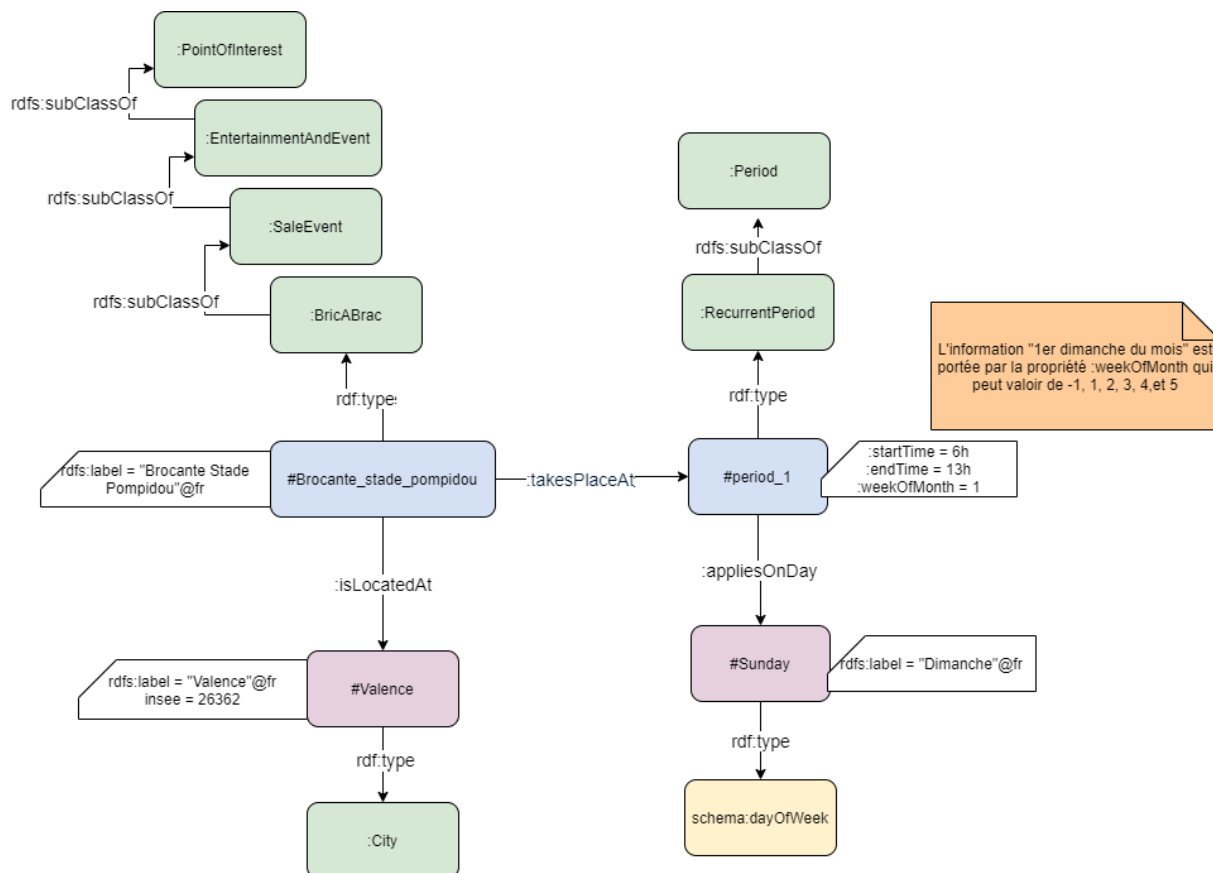 :PointOfInterest
rdfs:subClassOf
:EntertainmentAndEvent
rdfs:subClassOf
:SaleEvent
rdfs:subClassOf
:BricABrac
rdf:type:
rdfs:label = "Brocante Stade
Pompidou"@fr
#Brocante_stade_pompidou
:takesPlaceAt
:isLocatedAt
rdfs:label = "Valence"@fr
insee = 26362
#Valence
rdf:type
:City
:Period
rdfs:subClassOf
:RecurrentPeriod
rdf:type
#period_1
:startTime = 6h
:endTime = 13h
:weekOfMonth = 1
:appliesOnDay
#Sunday
rdfs:label = "Dimanche"@fr
rdf:type
schema:dayOfWeek
L'information "1er dimanche du mois" est
portée par la propriété :weekOfMonth qui
peut valoir de -1, 1, 2, 3, 4,et 5